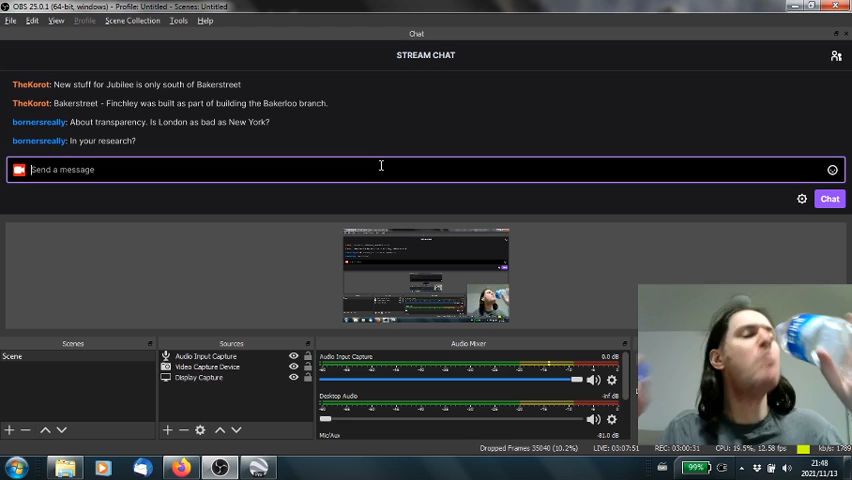 OBS 25.0.1 (64-bit, windows) - Profile: Untitled - Scenes: Untitled
File Edit View Profile Scene Collection Tools Help
Chat
STREAM CHAT
TheKorot: New stuff for Jubilee is only south of Bakerstreet
TheKorot: Bakerstreet - Finchley was built as part of building the Bakerloo branch.
bornersreally: About transparency. Is London as bad as New York?
bornersreally: In your research?
Send a message
Chat
Scenes
Sources
Audio Mixer
Scene
Audio Input Capture
Video Capture Device
Display Capture
Audio Input Capture 0.0 dB
Desktop Audio -inf dB
Mic/Aux -81.0 dB
Dropped Frames 35040 (10.2%) LIVE: 03:07:51 REC: 00:00:31 CPU: 19.5%, 12.58 fps kb/s: 1789
99%
21:48
2021/11/13